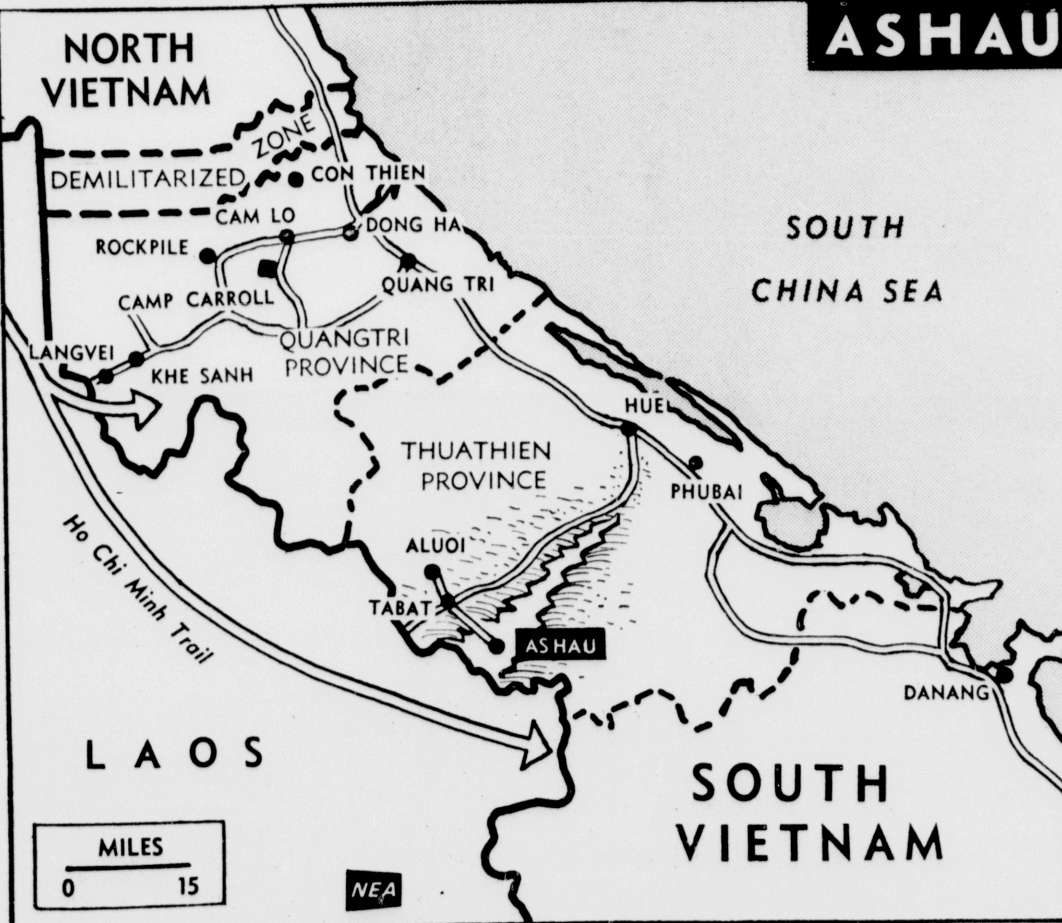 ASHAU
NORTH
VIETNAM
ZONE
DEMILITARIZED
CON THIEN
CAM LO
DONG HA
ROCKPILE
QUANG TRI
CAMP CARROLL
LANGVEI
KHE SANH
QUANGTRI
PROVINCE
SOUTH
CHINA SEA
HUE
THUATHIEN
PROVINCE
PHUBAI
ALUOI
TABAT
ASHAU
Ho Chi Minh Trail
DANANG
LAOS
SOUTH
VIETNAM
MILES
0 15
NEA